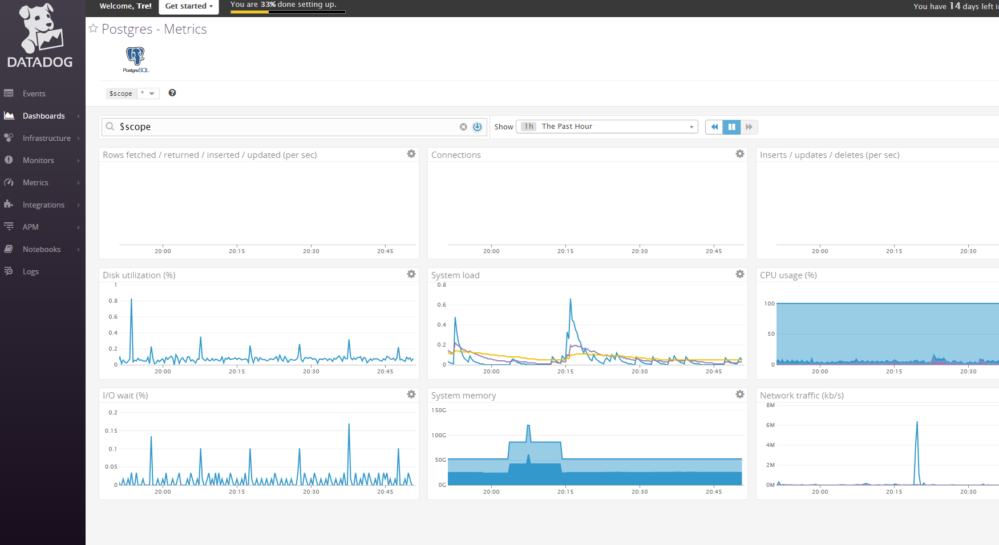 Welcome, Tre!
Get started
You are 33% done setting up.
You have 14 days left i
DATADOG
Postgres - Metrics
PostgreSQL
$scope *
Events
Dashboards
Infrastructure
Monitors
Metrics
Integrations
APM
Notebooks
Logs
$scope
Show 1h The Past Hour
Rows fetched / returned / inserted / updated (per sec)
20:00 20:15 20:30 20:45
Connections
20:00 20:15 20:30 20:45
Inserts / updates / deletes (per sec)
20:00 20:15 20:30
Disk utilization (%)
1
0.8
0.6
0.4
0.2
0
20:00 20:15 20:30 20:45
System load
0.8
0.6
0.4
0.2
0
20:00 20:15 20:30 20:45
CPU usage (%)
100
50
0
20:00 20:15 20:30
I/O wait (%)
0.2
0.15
0.1
0.05
0
20:00 20:15 20:30 20:45
System memory
150G
100G
50G
0G
20:00 20:15 20:30 20:45
Network traffic (kb/s)
8M
6M
4M
2M
0M
20:00 20:15 20:30